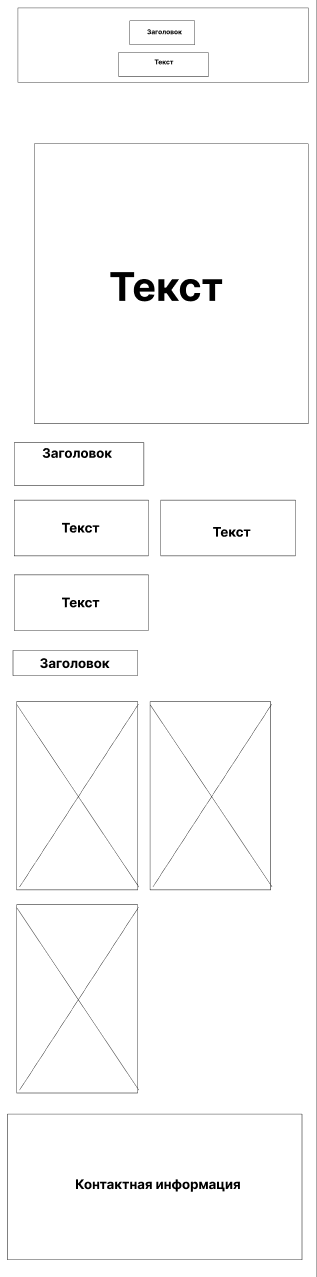 Заголовок
Текст
Текст
Заголовок
Текст
Текст
Текст
Заголовок
Контактная информация